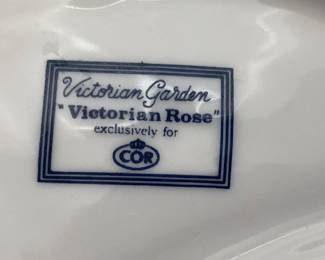 Victorian Garden
"Victorian Rose"
exclusively for
COR